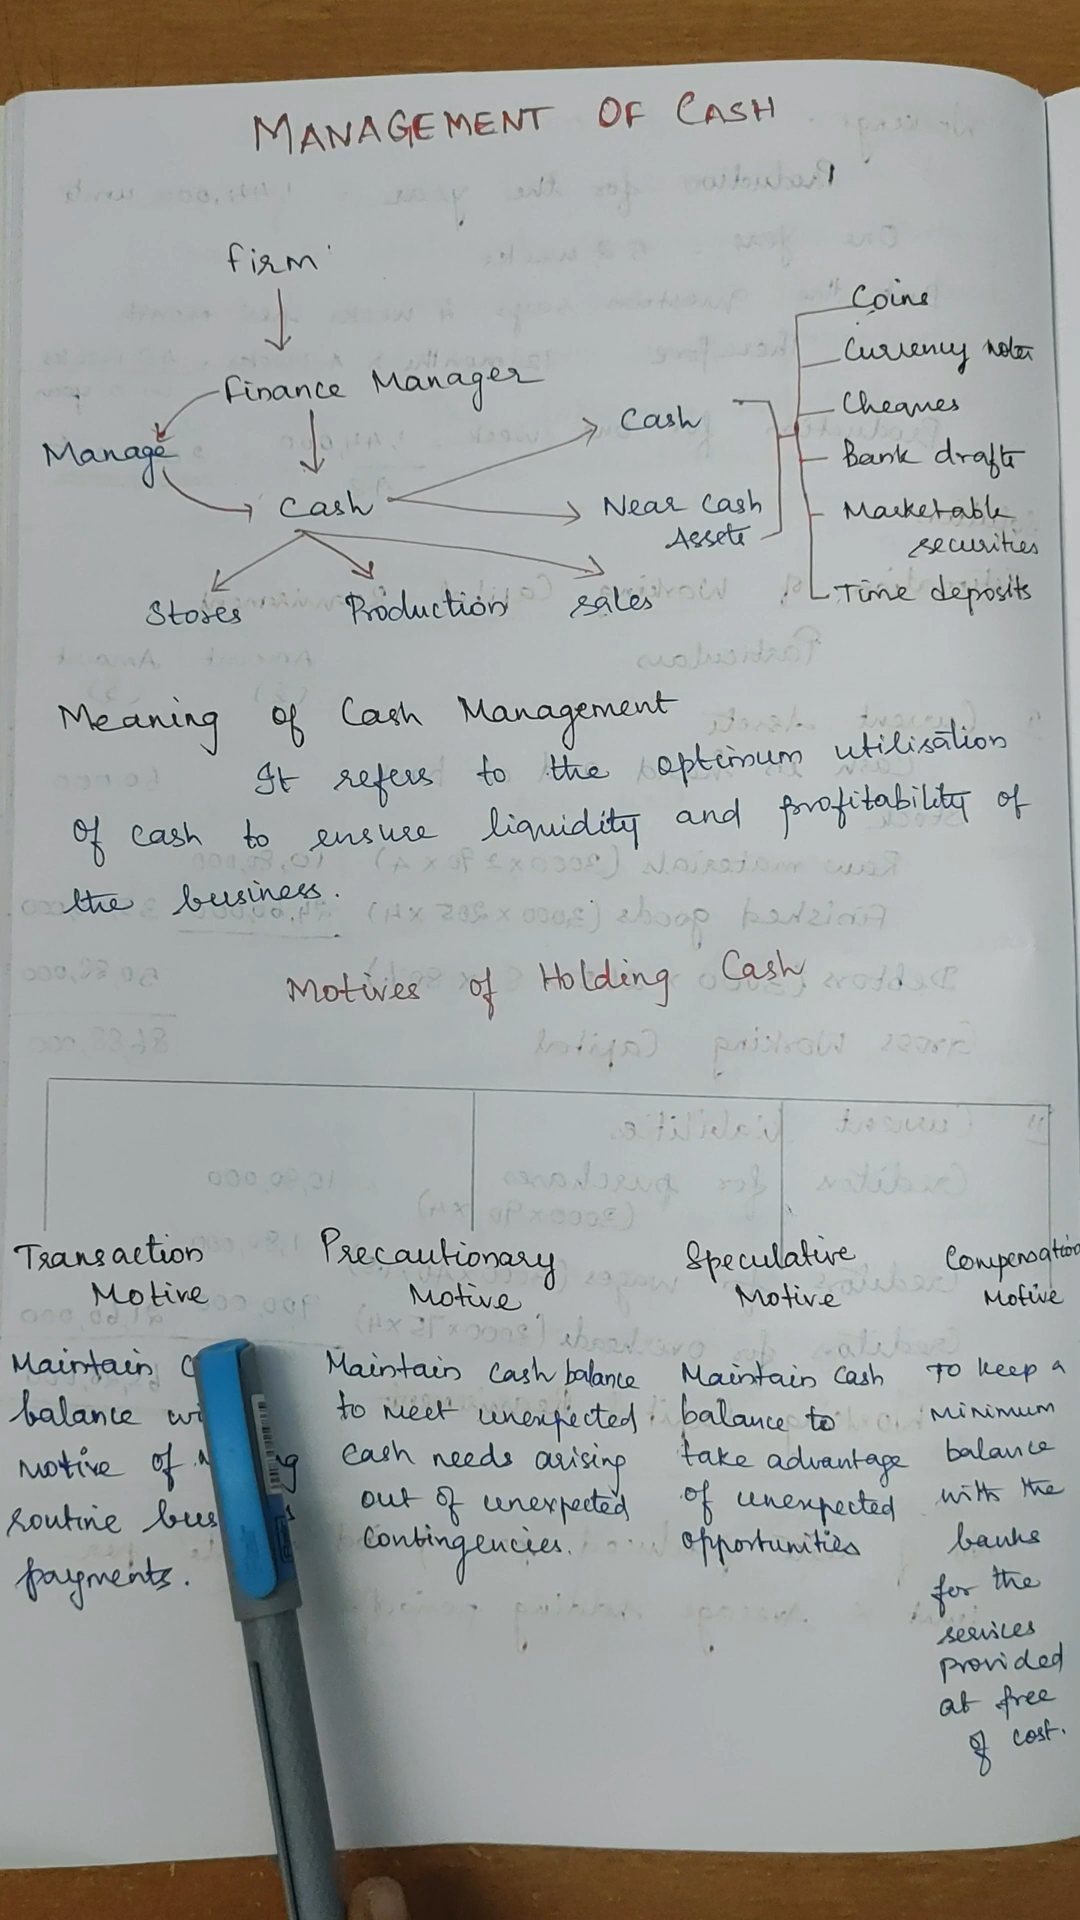 MANAGEMENT OF CASH
firm
Finance Manager
Manage
Cash
Cash
Near Cash
Assets
Coins
Currency notes
Cheques
Bank drafts
Marketable
securities
Time deposits
Stores
Production
sales
Meaning of Cash Management
It refers to the optimum utilisation
of cash to ensure liquidity and profitability of
the business.
Motives of Holding Cash
Transaction
Motive
Maintain
balance
motive of
routine
payments.
Precautionary
Motive
Maintain cash balance
to meet unexpected
cash needs arising
out of unexpected
contingencies.
Speculative
Motive
Maintain cash
balance to
take advantage
of unexpected
opportunities
Compensation
Motive
To keep a
minimum
balance
with the
banks
for the
services
provided
at free
of cost.